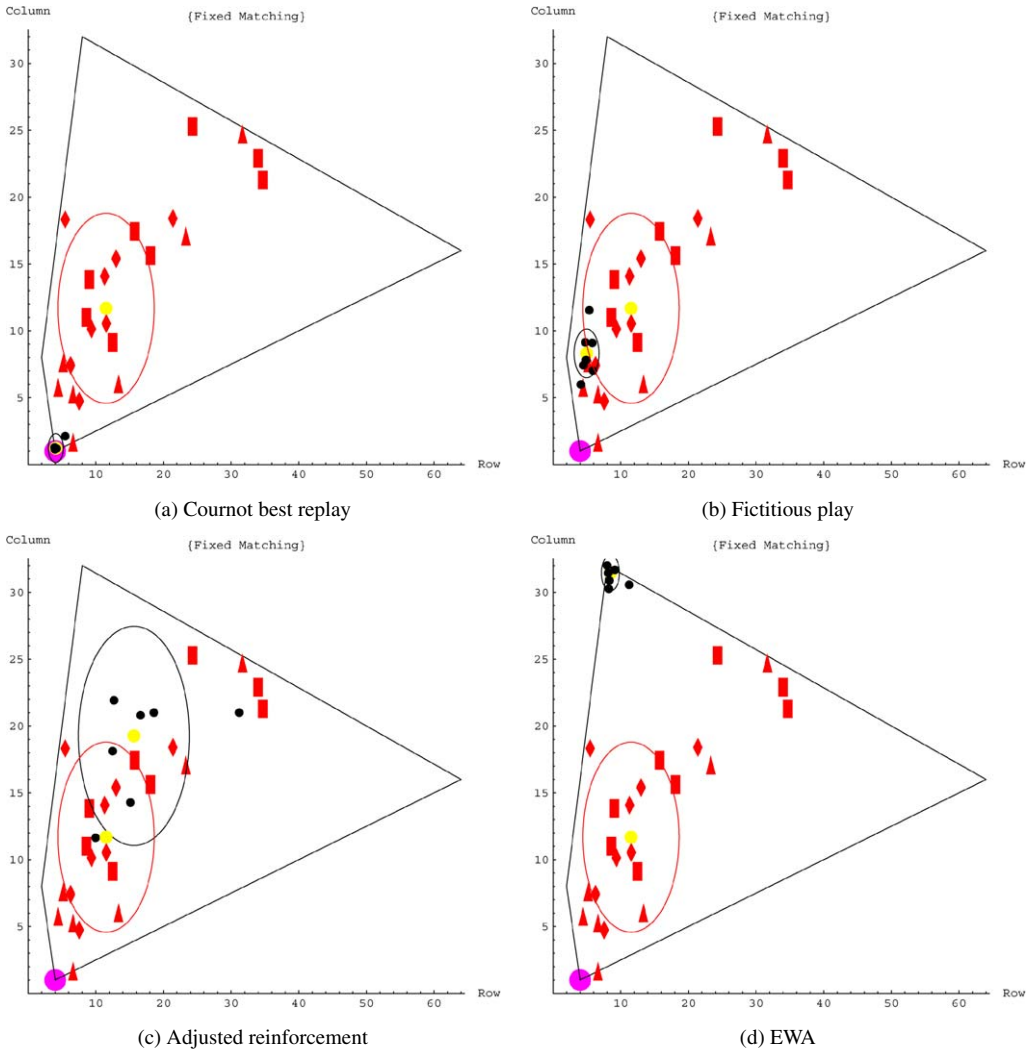 Column
{Fixed Matching}
30
25
20
15
10
5
10 20 30 40 50 60
Row
(a) Cournot best replay
Column
{Fixed Matching}
30
25
20
15
10
5
10 20 30 40 50 60
Row
(b) Fictitious play
Column
{Fixed Matching}
30
25
20
15
10
5
10 20 30 40 50 60
Row
(c) Adjusted reinforcement
Column
{Fixed Matching}
30
25
20
15
10
5
10 20 30 40 50 60
Row
(d) EWA